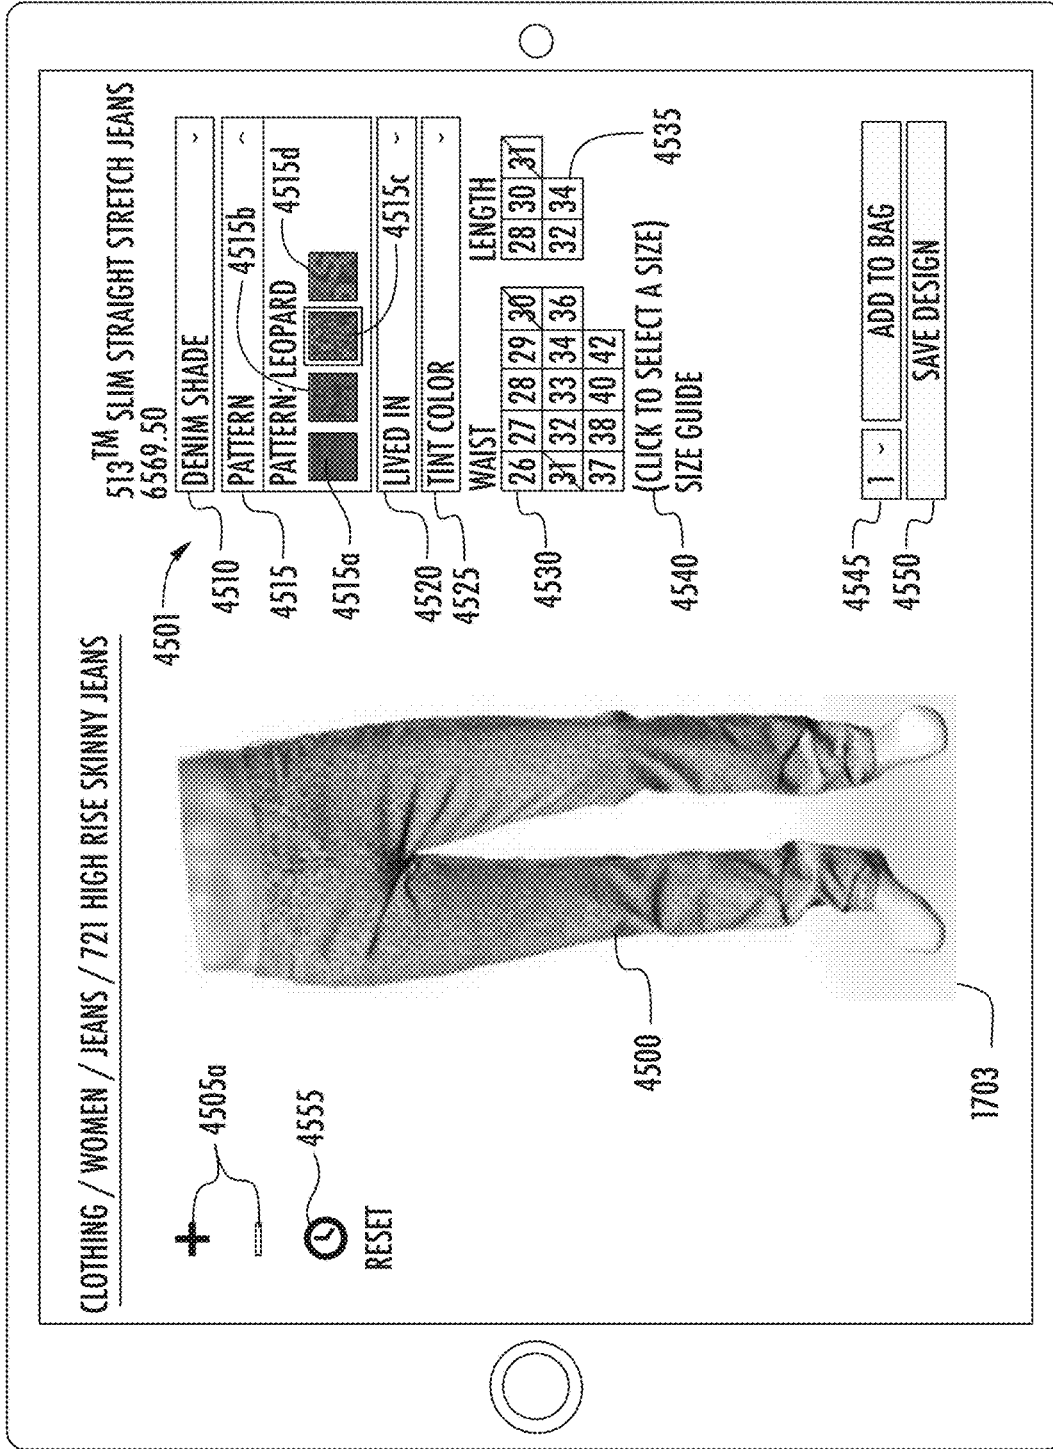 CLOTHING / WOMEN / JEANS / 721 HIGH RISE SKINNY JEANS
4505a
4555
RESET
4500
1703
4501
513™ SLIM STRAIGHT STRETCH JEANS
6569.50
4510
DENIM SHADE
4515
PATTERN
4515b
PATTERN: LEOPARD
4515d
4515a
4520
LIVED IN
4515c
4525
TINT COLOR
WAIST
LENGTH
4530
26 27 28 29 30
28 30 31
31 32 33 34 36
32 34
37 38 40 42
4535
4540
(CLICK TO SELECT A SIZE)
SIZE GUIDE
4545
1
ADD TO BAG
4550
SAVE DESIGN